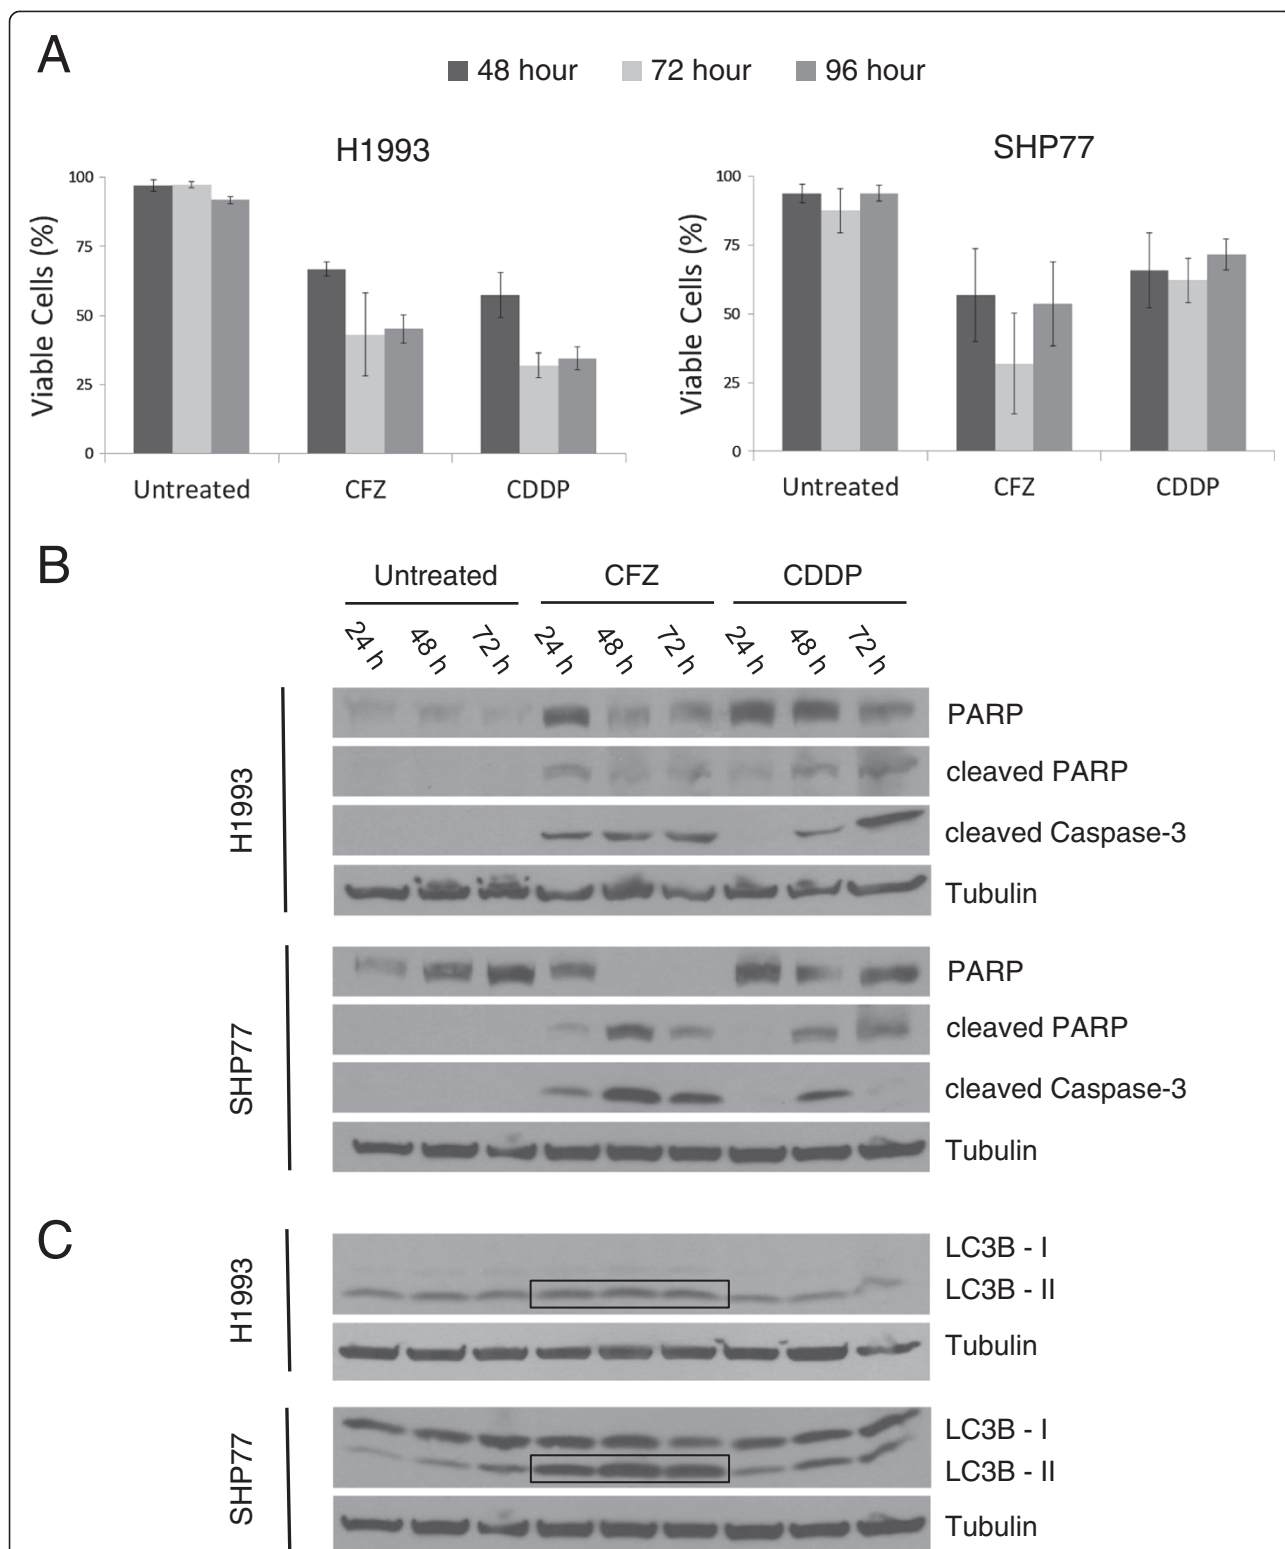 A
48 hour 72 hour 96 hour
H1993
SHP77
Viable Cells (%)
100
75
50
25
0
Untreated CFZ CDDP
Viable Cells (%)
100
75
50
25
0
Untreated CFZ CDDP
B
Untreated CFZ CDDP
24 h 48 h 72 h 24 h 48 h 72 h 24 h 48 h 72 h
H1993
PARP
cleaved PARP
cleaved Caspase-3
Tubulin
SHP77
PARP
cleaved PARP
cleaved Caspase-3
Tubulin
C
H1993
LC3B - I
LC3B - II
Tubulin
SHP77
LC3B - I
LC3B - II
Tubulin